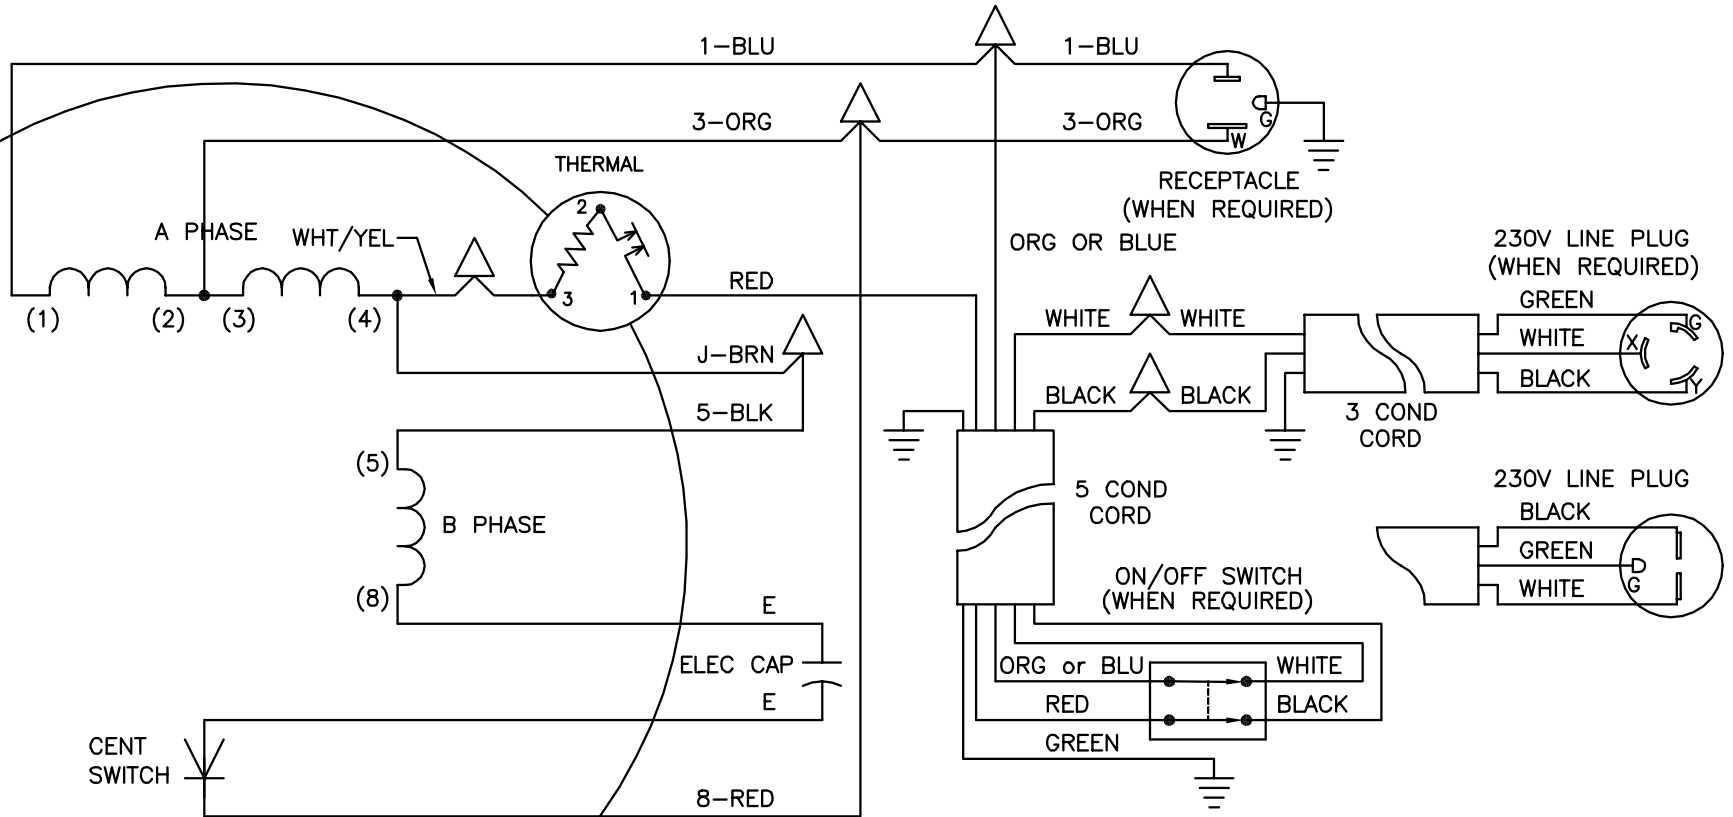 1-BLU
1-BLU
3-ORG
3-ORG
G
W
THERMAL
RECEPTACLE
(WHEN REQUIRED)
2
3
1
A PHASE
WHT/YEL
ORG OR BLUE
230V LINE PLUG
(WHEN REQUIRED)
RED
GREEN
(1)
(2)
(3)
(4)
WHITE
WHITE
WHITE
G
X
Y
J-BRN
BLACK
BLACK
BLACK
5-BLK
3 COND
CORD
(5)
5 COND
CORD
230V LINE PLUG
BLACK
B PHASE
GREEN
G
WHITE
(8)
E
ON/OFF SWITCH
(WHEN REQUIRED)
ELEC CAP
ORG or BLU
WHITE
E
RED
BLACK
CENT
SWITCH
GREEN
8-RED